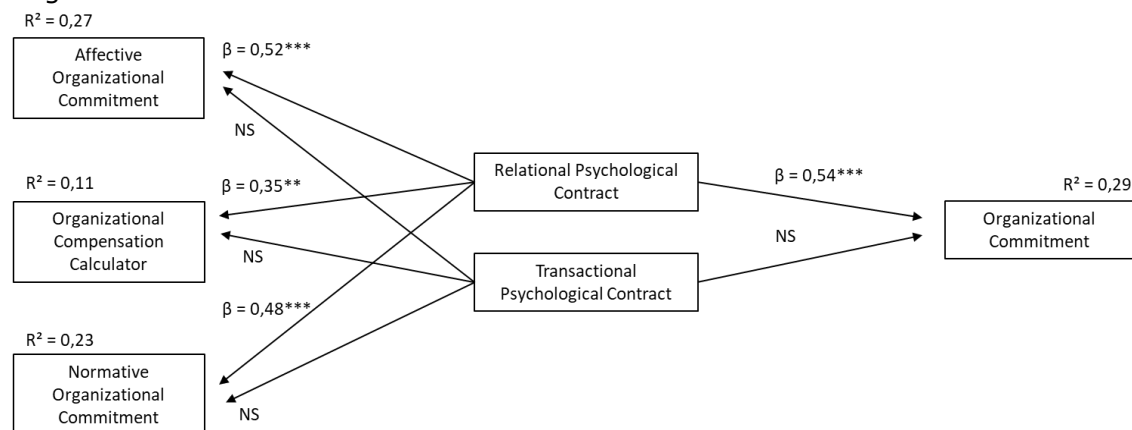 R² = 0,27
Affective
Organizational
Commitment
β = 0,52***
NS
R² = 0,11
Organizational
Compensation
Calculator
β = 0,35**
NS
R² = 0,23
Normative
Organizational
Commitment
β = 0,48***
NS
Relational Psychological
Contract
Transactional
Psychological Contract
β = 0,54***
NS
R² = 0,29
Organizational
Commitment